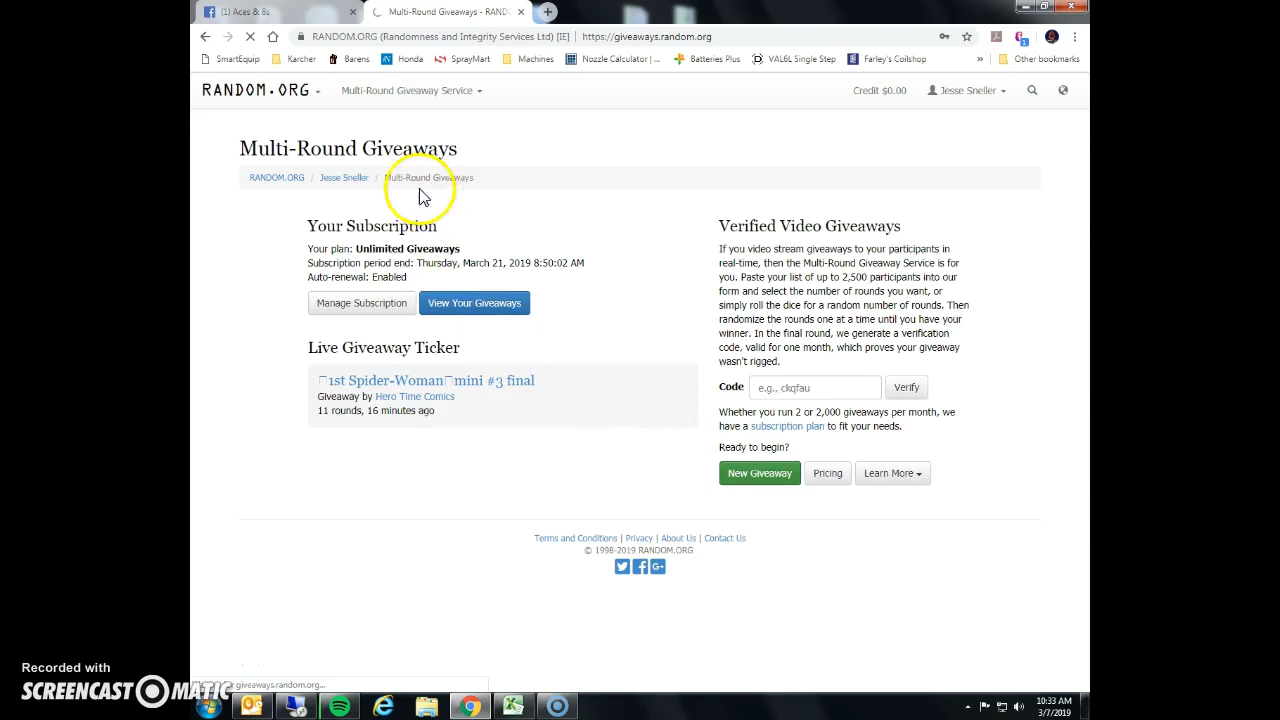 (1) Aces & 8s
Multi-Round Giveaways - RAND
RANDOM.ORG (Randomness and Integrity Services Ltd) [IE] | https://giveaways.random.org
SmartEquip Karcher Barens Honda SprayMart Machines Nozzle Calculator | ... Batteries Plus VAL6L Single Step Farley's Coilshop » Other bookmarks
RANDOM.ORG Multi-Round Giveaway Service Credit $0.00 Jesse Sneller
Multi-Round Giveaways
RANDOM.ORG / Jesse Sneller / Multi-Round Giveaways
Your Subscription
Your plan: Unlimited Giveaways
Subscription period end: Thursday, March 21, 2019 8:50:02 AM
Auto-renewal: Enabled
Manage Subscription View Your Giveaways
Live Giveaway Ticker
1st Spider-Woman mini #3 final
Giveaway by Hero Time Comics
11 rounds, 16 minutes ago
Verified Video Giveaways
If you video stream giveaways to your participants in
real-time, then the Multi-Round Giveaway Service is for
you. Paste your list of up to 2,500 participants into our
form and select the number of rounds you want, or
simply roll the dice for a random number of rounds. Then
randomize the rounds one at a time until you have your
winner. In the final round, we generate a verification
code, valid for one month, which proves your giveaway
wasn't rigged.
Code e.g., ckqfau Verify
Whether you run 2 or 2,000 giveaways per month, we
have a subscription plan to fit your needs.
Ready to begin?
New Giveaway Pricing Learn More
Terms and Conditions | Privacy | About Us | Contact Us
© 1998-2019 RANDOM.ORG
giveaways.random.org...
Recorded with
SCREENCAST-O-MATIC
10:33 AM
3/7/2019